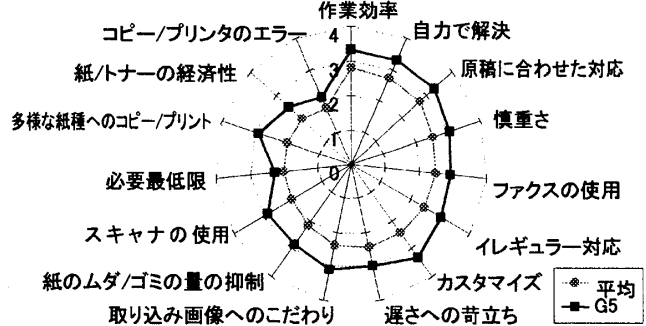 作業効率
自力で解決
原稿に合わせた対応
慎重さ
ファクスの使用
イレギュラー対応
カスタマイズ
遅さへの苛立ち
取り込み画像へのこだわり
紙のムダ/ゴミの量の抑制
スキャナの使用
必要最低限
多様な紙種へのコピー/プリント
紙/トナーの経済性
コピー/プリンタのエラー
4
3
2
1
0
平均
G5